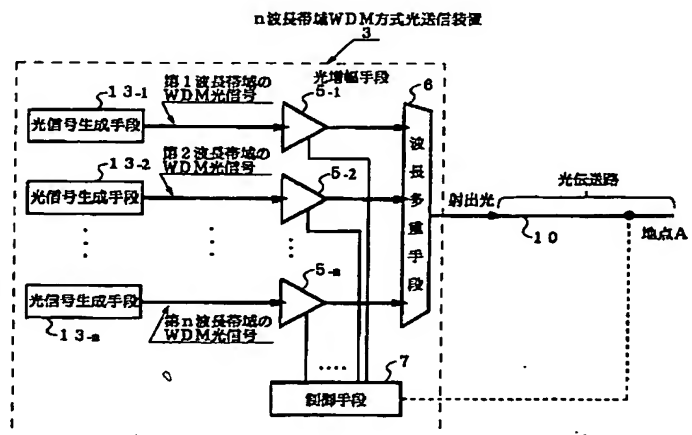 n波長帯域WDM方式光送信装置
3
光増幅手段
6
13-1
第1波長帯域の
WDM光信号
5-1
光信号生成手段
13-2
第2波長帯域の
WDM光信号
5-2
光信号生成手段
波長多重手段
射出光
光伝送路
10
地点A
5-n
光信号生成手段
13-n
第n波長帯域の
WDM光信号
7
制御手段